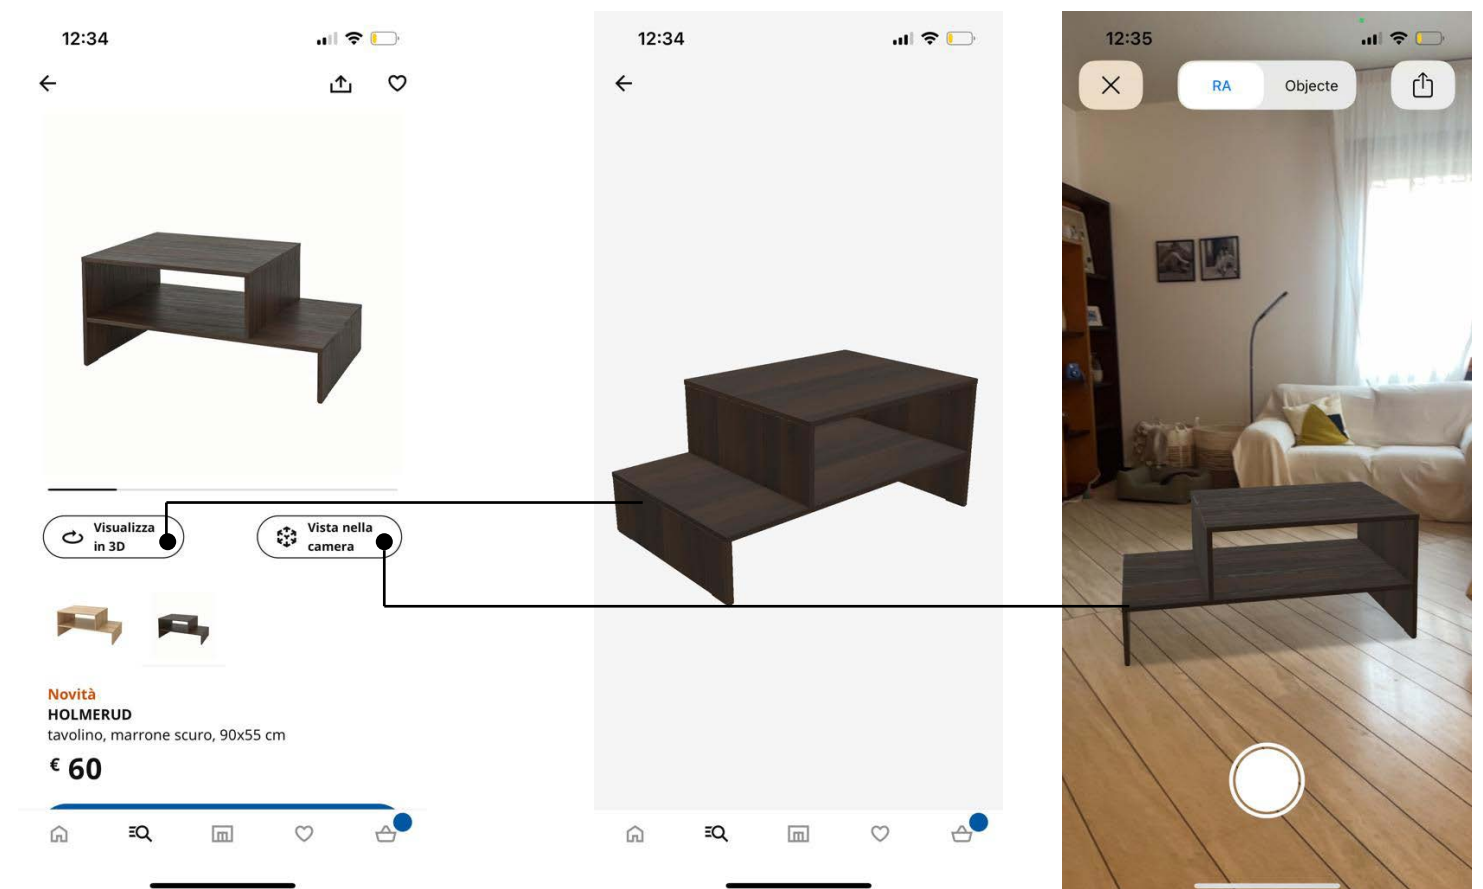 12:34
Visualizza
in 3D
Vista nella
camera
Novità
HOLMERUD
tavolino, marrone scuro, 90x55 cm
€ 60
12:34
12:35
RA
Objecte